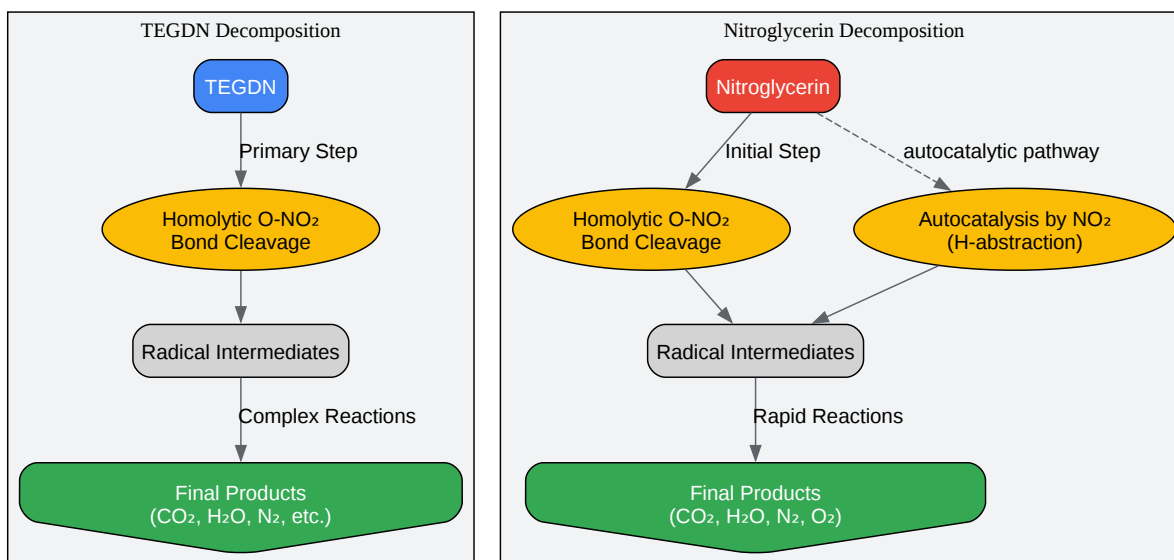 TEGDN Decomposition
TEGDN
Primary Step
Homolytic O-NO₂
Bond Cleavage
Radical Intermediates
Complex Reactions
Final Products
(CO₂, H₂O, N₂, etc.)
Nitroglycerin Decomposition
Nitroglycerin
Initial Step
autocatalytic pathway
Homolytic O-NO₂
Bond Cleavage
Autocatalysis by NO₂
(H-abstraction)
Radical Intermediates
Rapid Reactions
Final Products
(CO₂, H₂O, N₂, O₂)